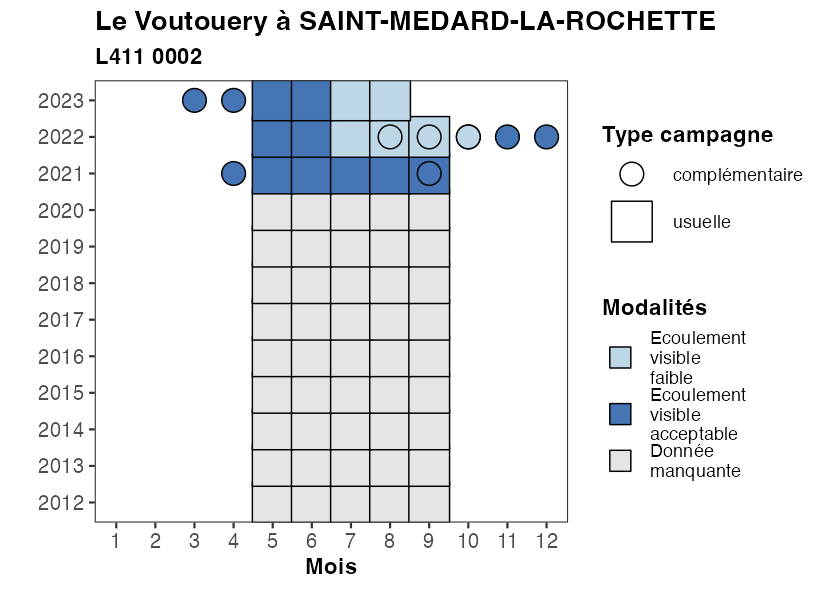 Le Voutouery à SAINT-MEDARD-LA-ROCHETTE
L411 0002
2023
2022
2021
2020
2019
2018
2017
2016
2015
2014
2013
2012
1 2 3 4 5 6 7 8 9 10 11 12
Mois
Type campagne
complémentaire
usuelle
Modalités
Ecoulement
visible
faible
Ecoulement
visible
acceptable
Donnée
manquante